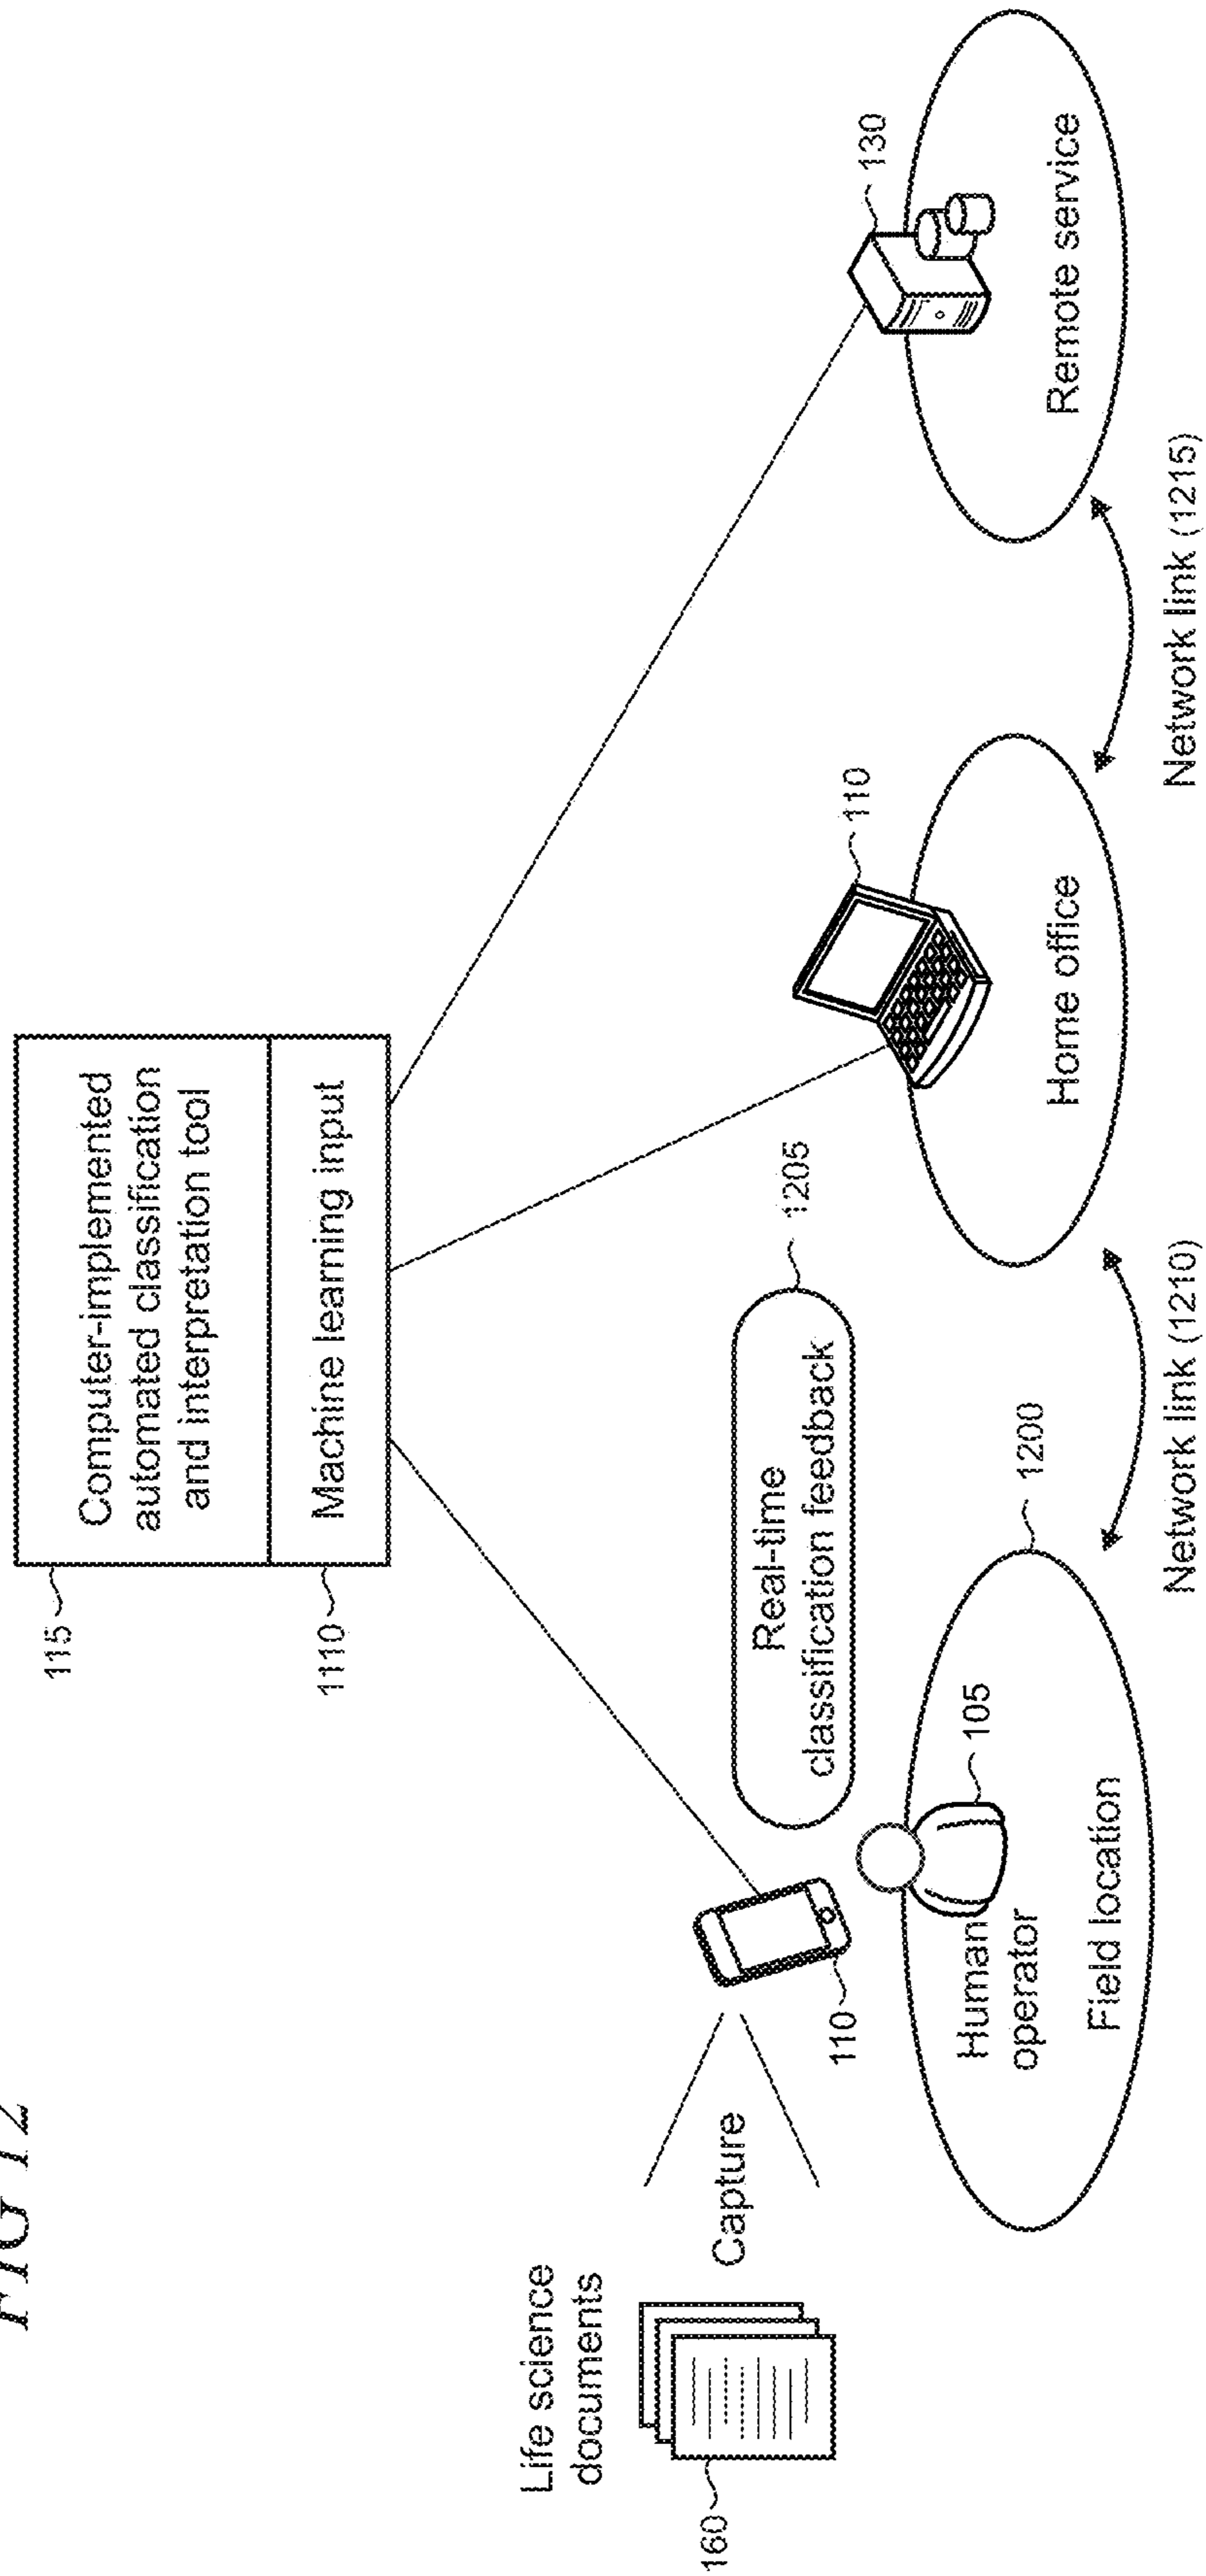 FIG 12
115
Computer-implemented
automated classification
and interpretation tool
1110
Machine learning input
Life science
documents
160
Capture
110
Real-time
classification feedback
1205
110
130
Human
operator
105
Field location
1200
Home office
Remote service
Network link (1210)
Network link (1215)